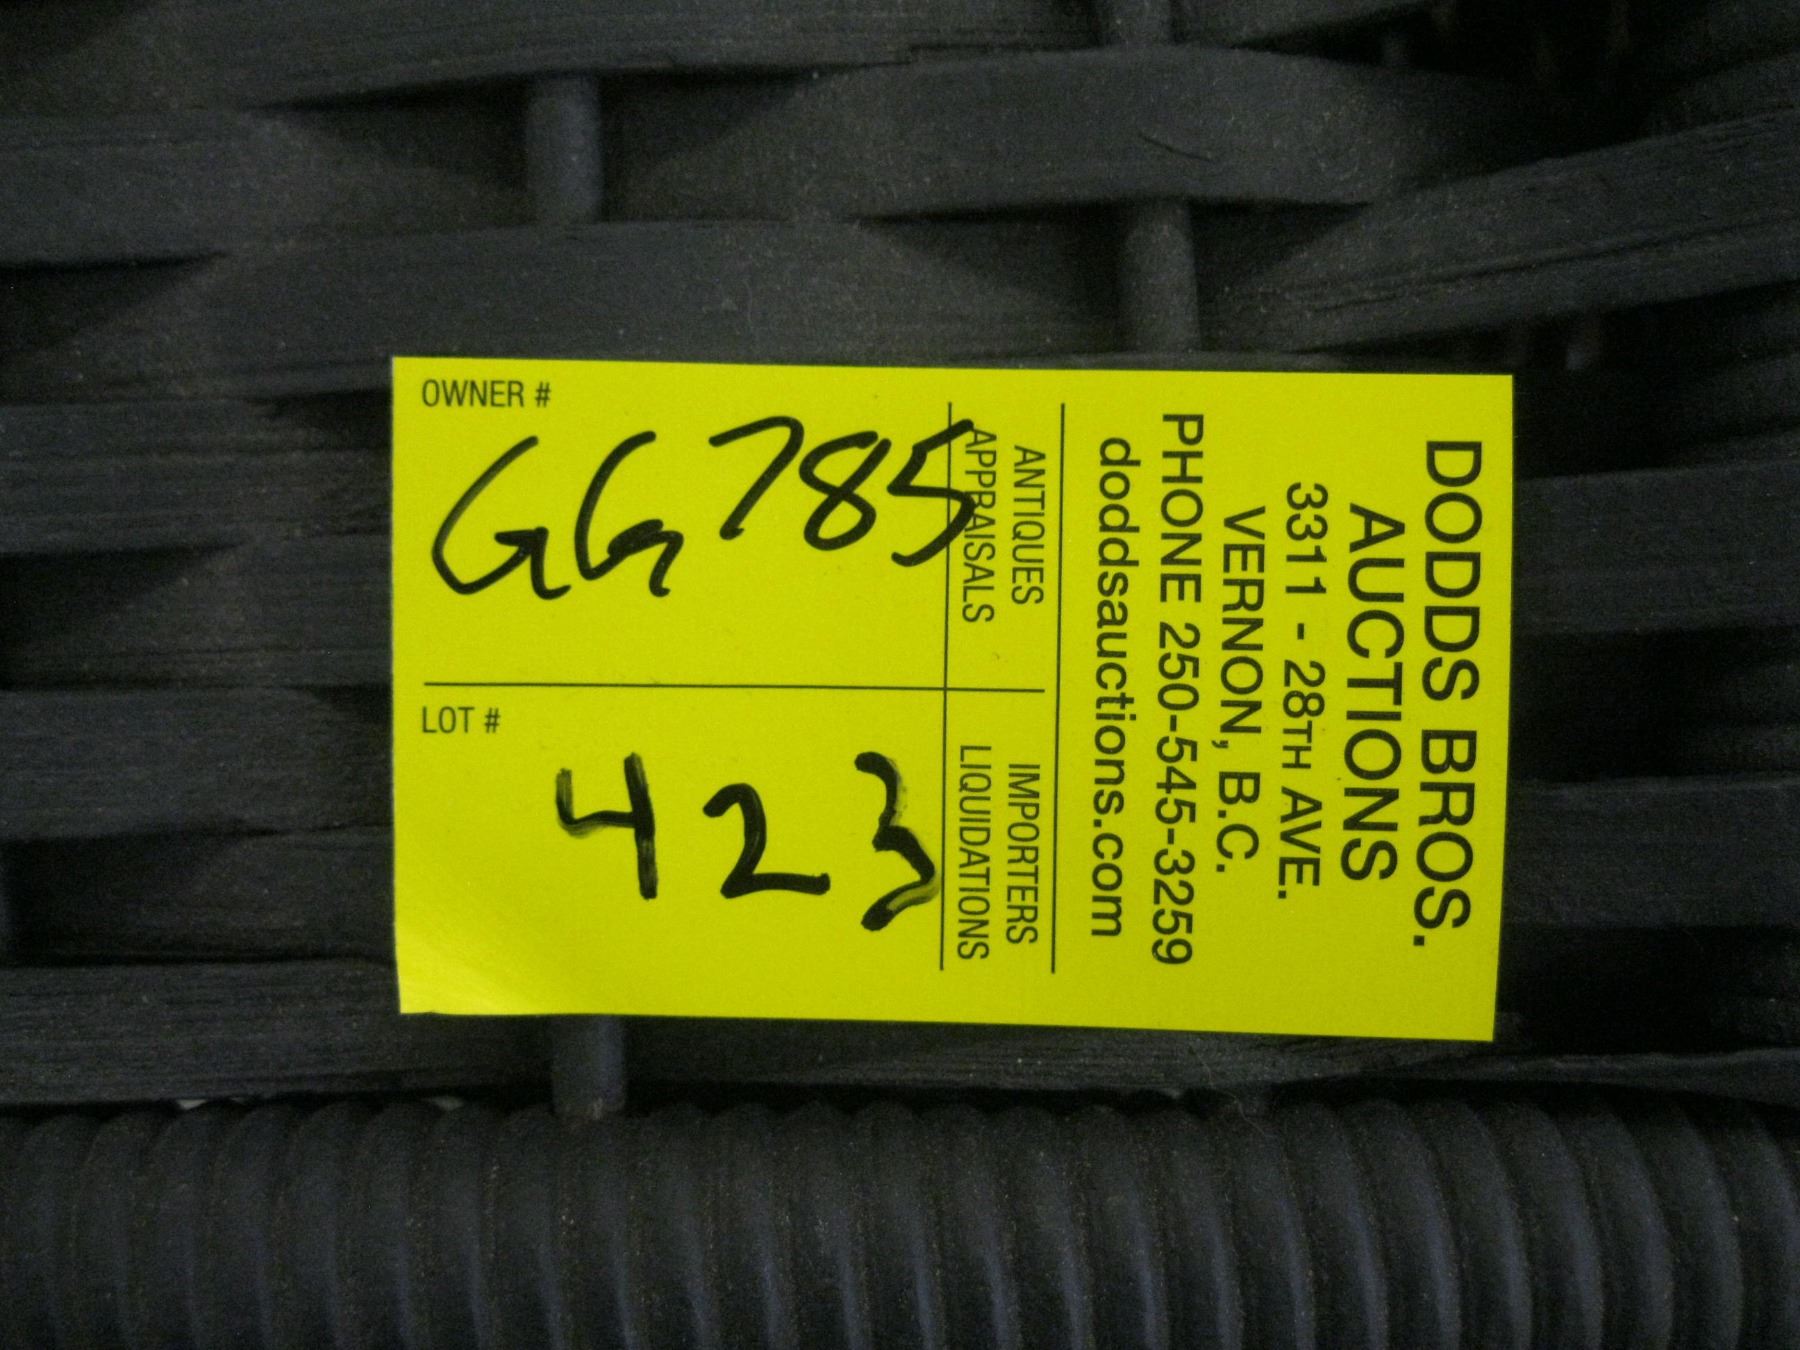 DODDS BROS.
AUCTIONS
3311 - 28TH AVE.
VERNON, B.C.
PHONE 250-545-3259
doddsauctions.com
ANTIQUES
APPRAISALS
IMPORTERS
LIQUIDATIONS
OWNER #
GG785
LOT #
423